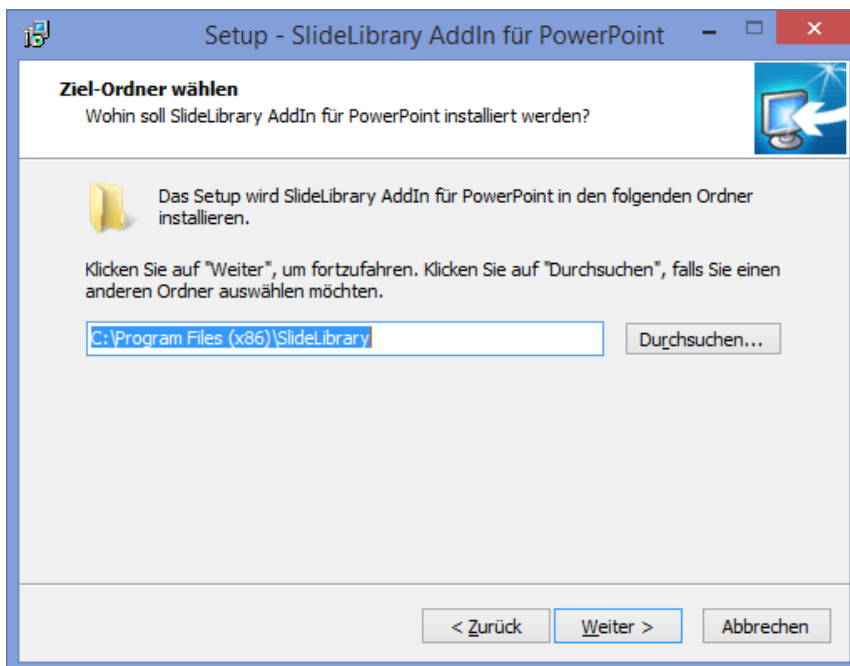 Setup - SlideLibrary AddIn für PowerPoint
Ziel-Ordner wählen
Wohin soll SlideLibrary AddIn für PowerPoint installiert werden?
Das Setup wird SlideLibrary AddIn für PowerPoint in den folgenden Ordner
installieren.
Klicken Sie auf "Weiter", um fortzufahren. Klicken Sie auf "Durchsuchen", falls Sie einen
anderen Ordner auswählen möchten.
C:\Program Files (x86)\SlideLibrary
Durchsuchen...
< Zurück
Weiter >
Abbrechen